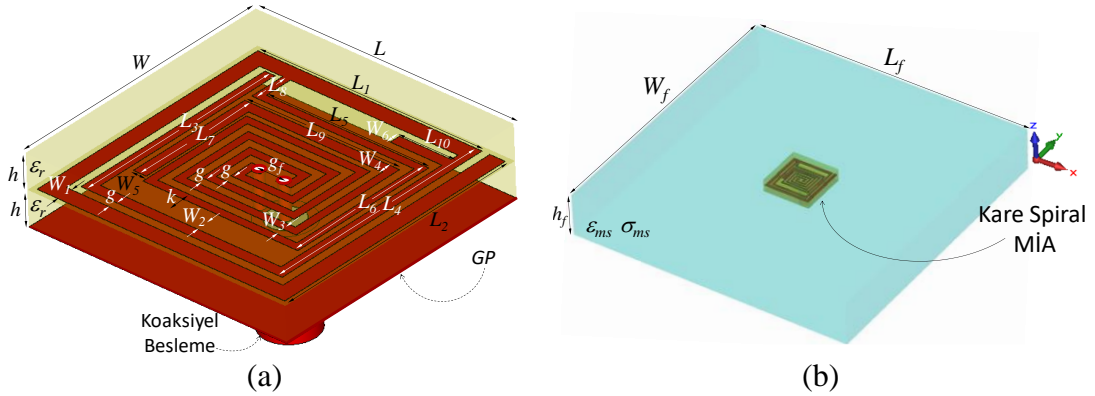 W
L
L1
L8
L5
L3
L7
W6
L9
L10
W4
h
εr
W1
g
g
gf
h
εr
g
W5
k
W2
W3
L6
L4
L2
GP
Koaksiyel
Besleme
(a)
Wf
Lf
z
y
x
hf
εms σms
Kare Spiral
MİA
(b)